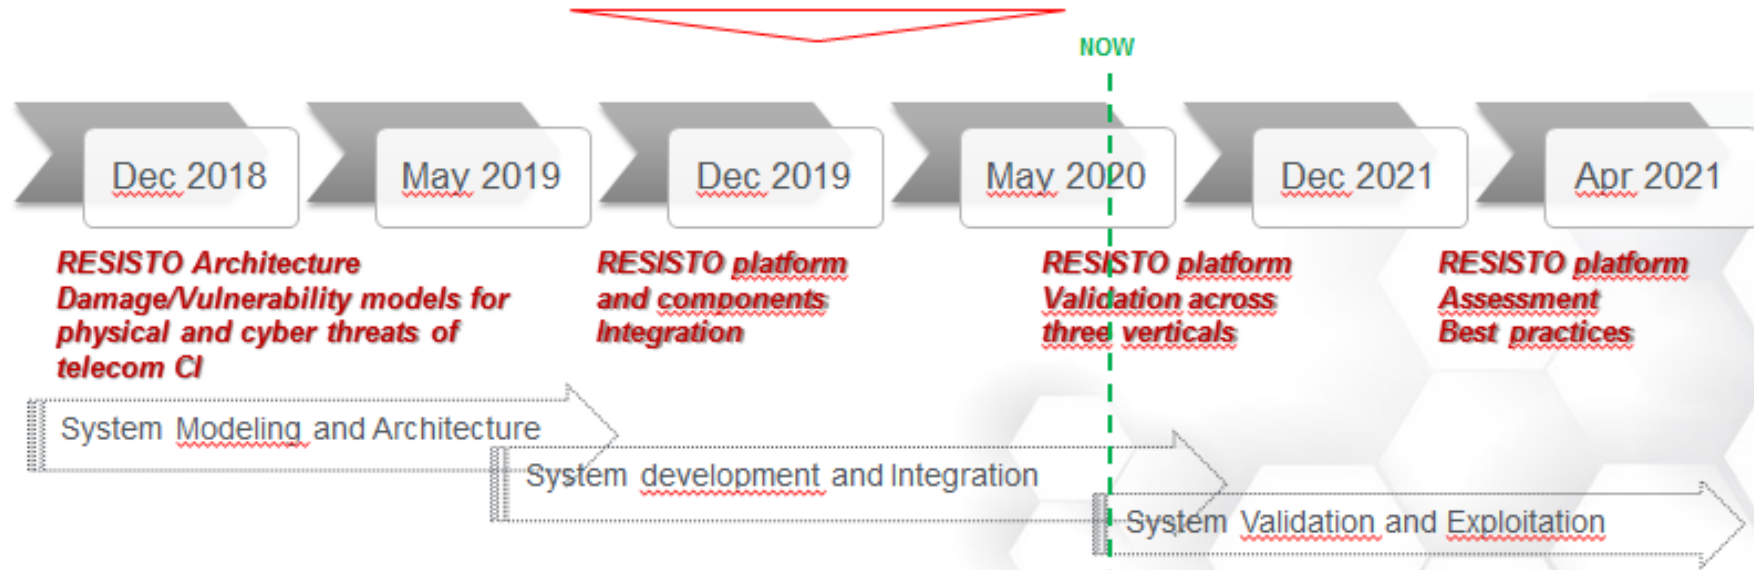 NOW
Dec 2018
May 2019
Dec 2019
May 2020
Dec 2021
Apr 2021
RESISTO Architecture
Damage/Vulnerability models for
physical and cyber threats of
telecom CI
RESISTO platform
and components
Integration
RESISTO platform
Validation across
three verticals
RESISTO platform
Assessment
Best practices
System Modeling and Architecture
System development and Integration
System Validation and Exploitation